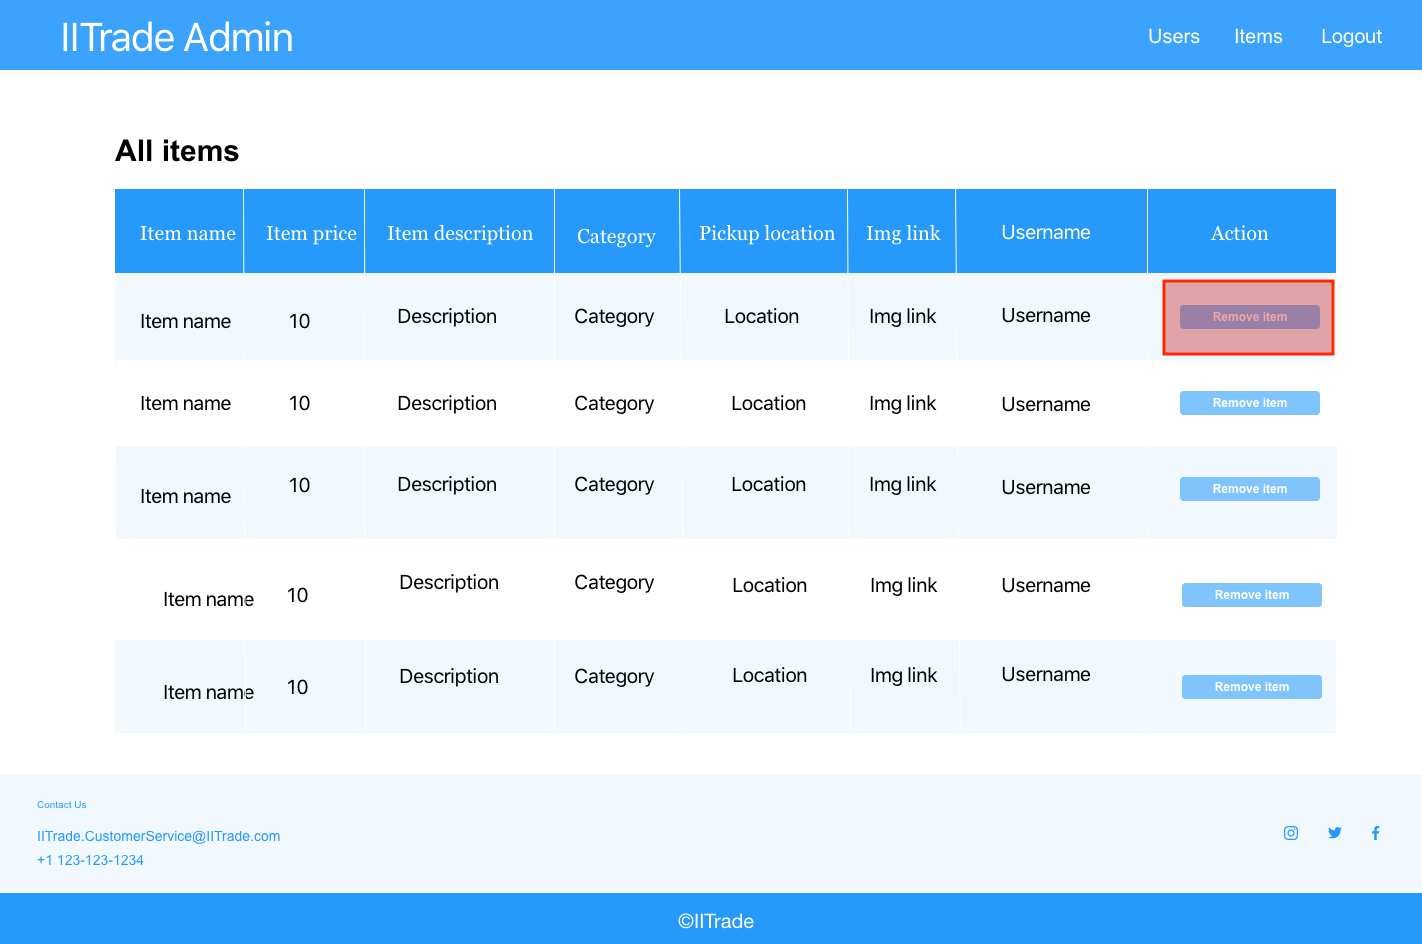 IITrade Admin Users Items Logout
All items
Item name Item price Item description Category Pickup location Img link Username Action
Item name 10 Description Category Location Img link Username Remove item
Item name 10 Description Category Location Img link Username Remove item
Item name 10 Description Category Location Img link Username Remove item
Item name 10 Description Category Location Img link Username Remove item
Item name 10 Description Category Location Img link Username Remove item
Contact Us
IITrade.CustomerService@IITrade.com
+1 123-123-1234
©IITrade